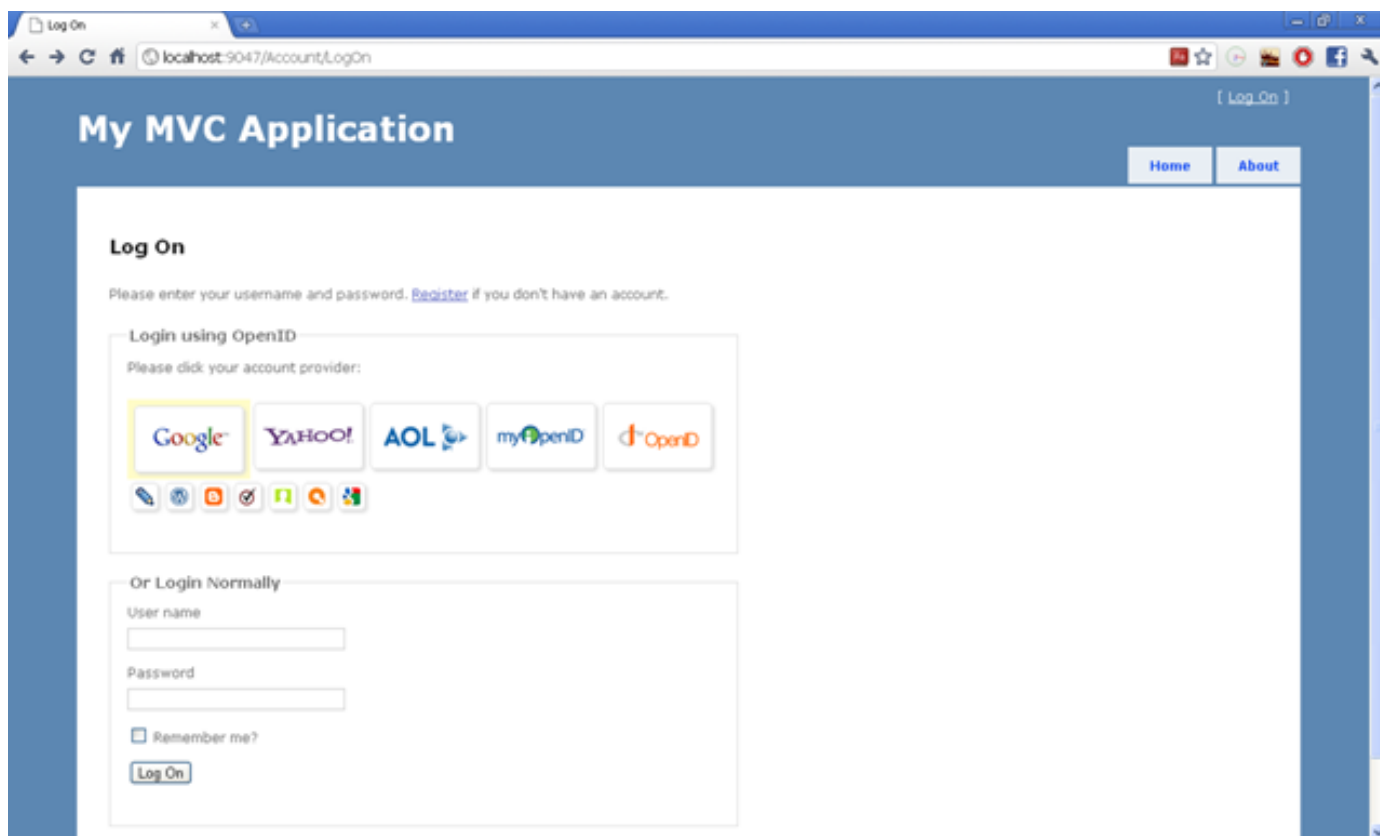 Log On
localhost:9047/Account/LogOn
[ Log On ]
My MVC Application
Home
About
Log On
Please enter your username and password. Register if you don't have an account.
Login using OpenID
Please click your account provider:
Google™
YAHOO!
AOL
myOpenID
OpenID
Or Login Normally
User name
Password
Remember me?
Log On